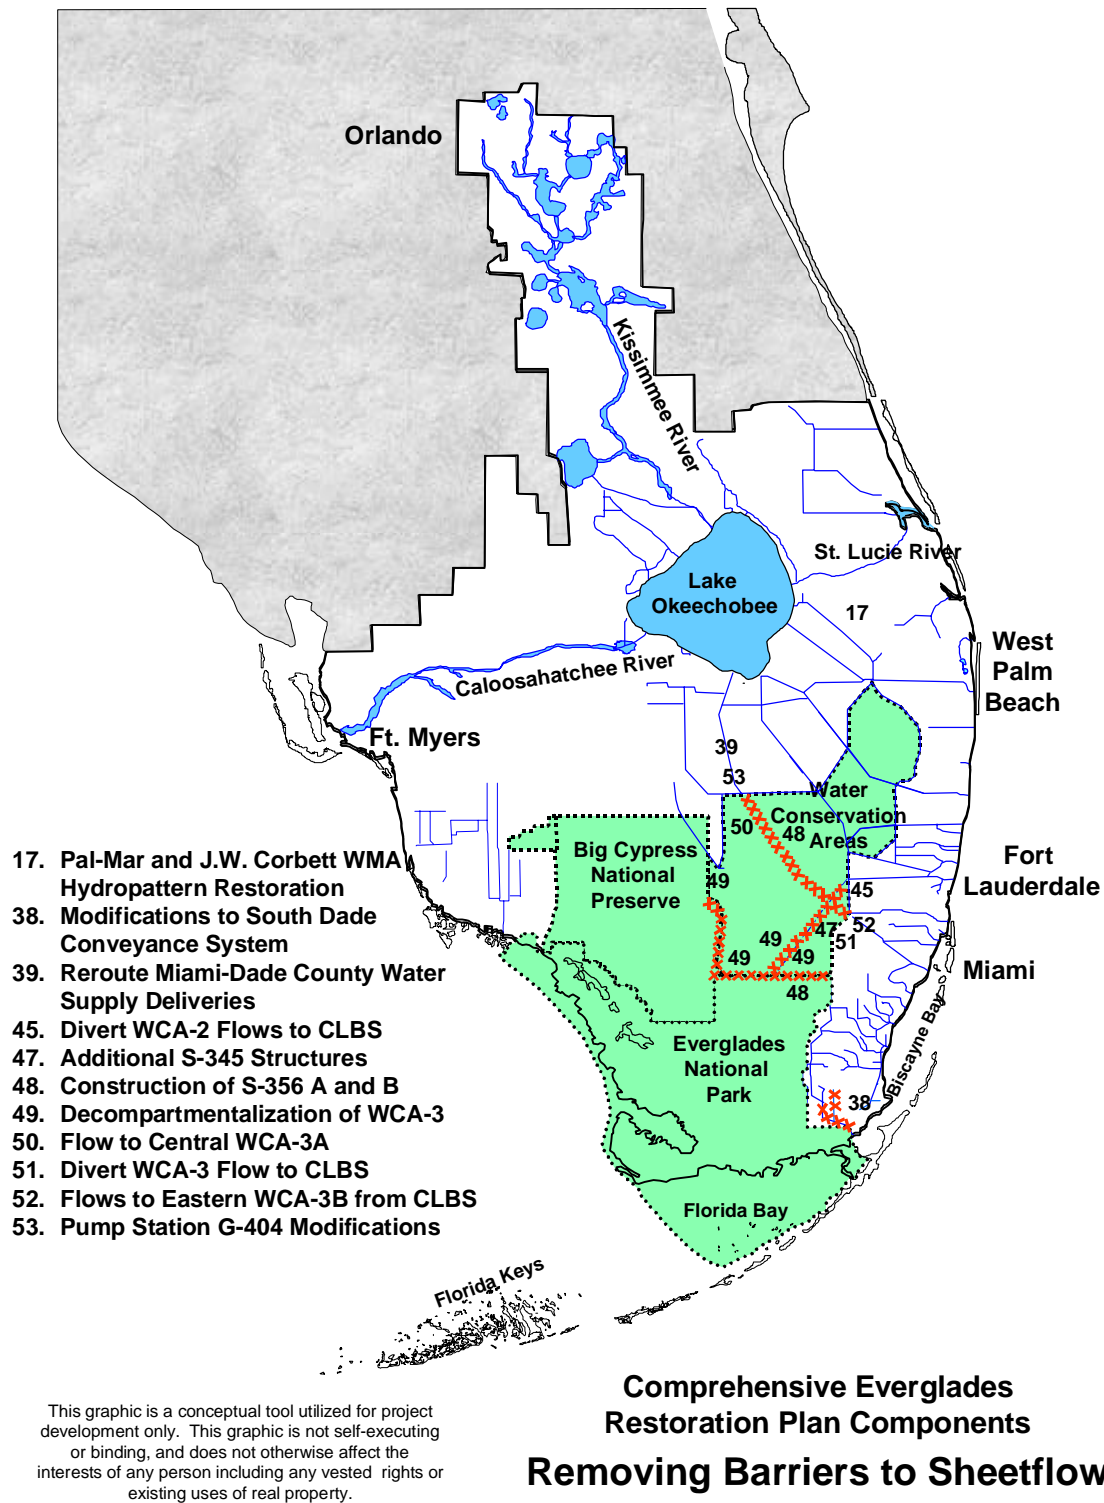 Orlando
Kissimmee River
St. Lucie River
Lake
Okeechobee
17
West
Palm
Beach
Caloosahatchee River
Ft. Myers
39
53
Water
Conservation
Areas
50
48
Big Cypress
National
Preserve
49
45
47
52
51
49
49
49
48
Fort
Lauderdale
Miami
Everglades
National
Park
Biscayne Bay
38
Florida Bay
Florida Keys
17. Pal-Mar and J.W. Corbett WMA
Hydropattern Restoration
38. Modifications to South Dade
Conveyance System
39. Reroute Miami-Dade County Water
Supply Deliveries
45. Divert WCA-2 Flows to CLBS
47. Additional S-345 Structures
48. Construction of S-356 A and B
49. Decompartmentalization of WCA-3
50. Flow to Central WCA-3A
51. Divert WCA-3 Flow to CLBS
52. Flows to Eastern WCA-3B from CLBS
53. Pump Station G-404 Modifications
This graphic is a conceptual tool utilized for project
development only. This graphic is not self-executing
or binding, and does not otherwise affect the
interests of any person including any vested rights or
existing uses of real property.
Comprehensive Everglades
Restoration Plan Components
Removing Barriers to Sheetflow